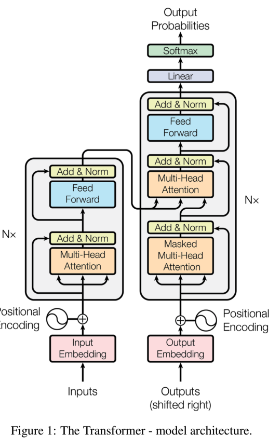 Output
Probabilities
Softmax
Linear
Add & Norm
Feed
Forward
Add & Norm
Multi-Head
Attention
Add & Norm
Masked
Multi-Head
Attention
Nx
Positional
Encoding
Output
Embedding
Outputs
(shifted right)
Add & Norm
Feed
Forward
Add & Norm
Multi-Head
Attention
Nx
Positional
Encoding
Input
Embedding
Inputs
Figure 1: The Transformer - model architecture.